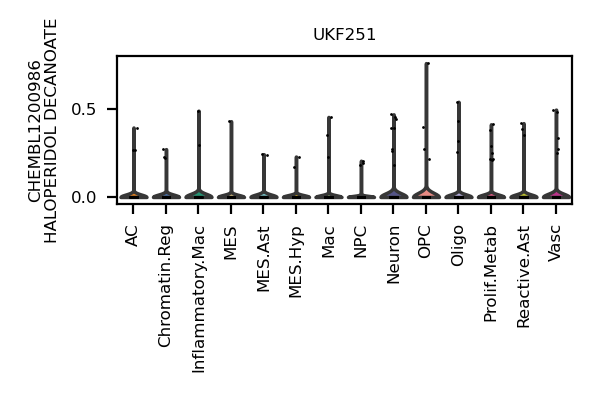 UKF251
CHEMBL1200986
HALOPERIDOL DECANOATE
0.5
0.0
AC
Chromatin.Reg
Inflammatory.Mac
MES
MES.Ast
MES.Hyp
Mac
NPC
Neuron
OPC
Oligo
Prolif.Metab
Reactive.Ast
Vasc